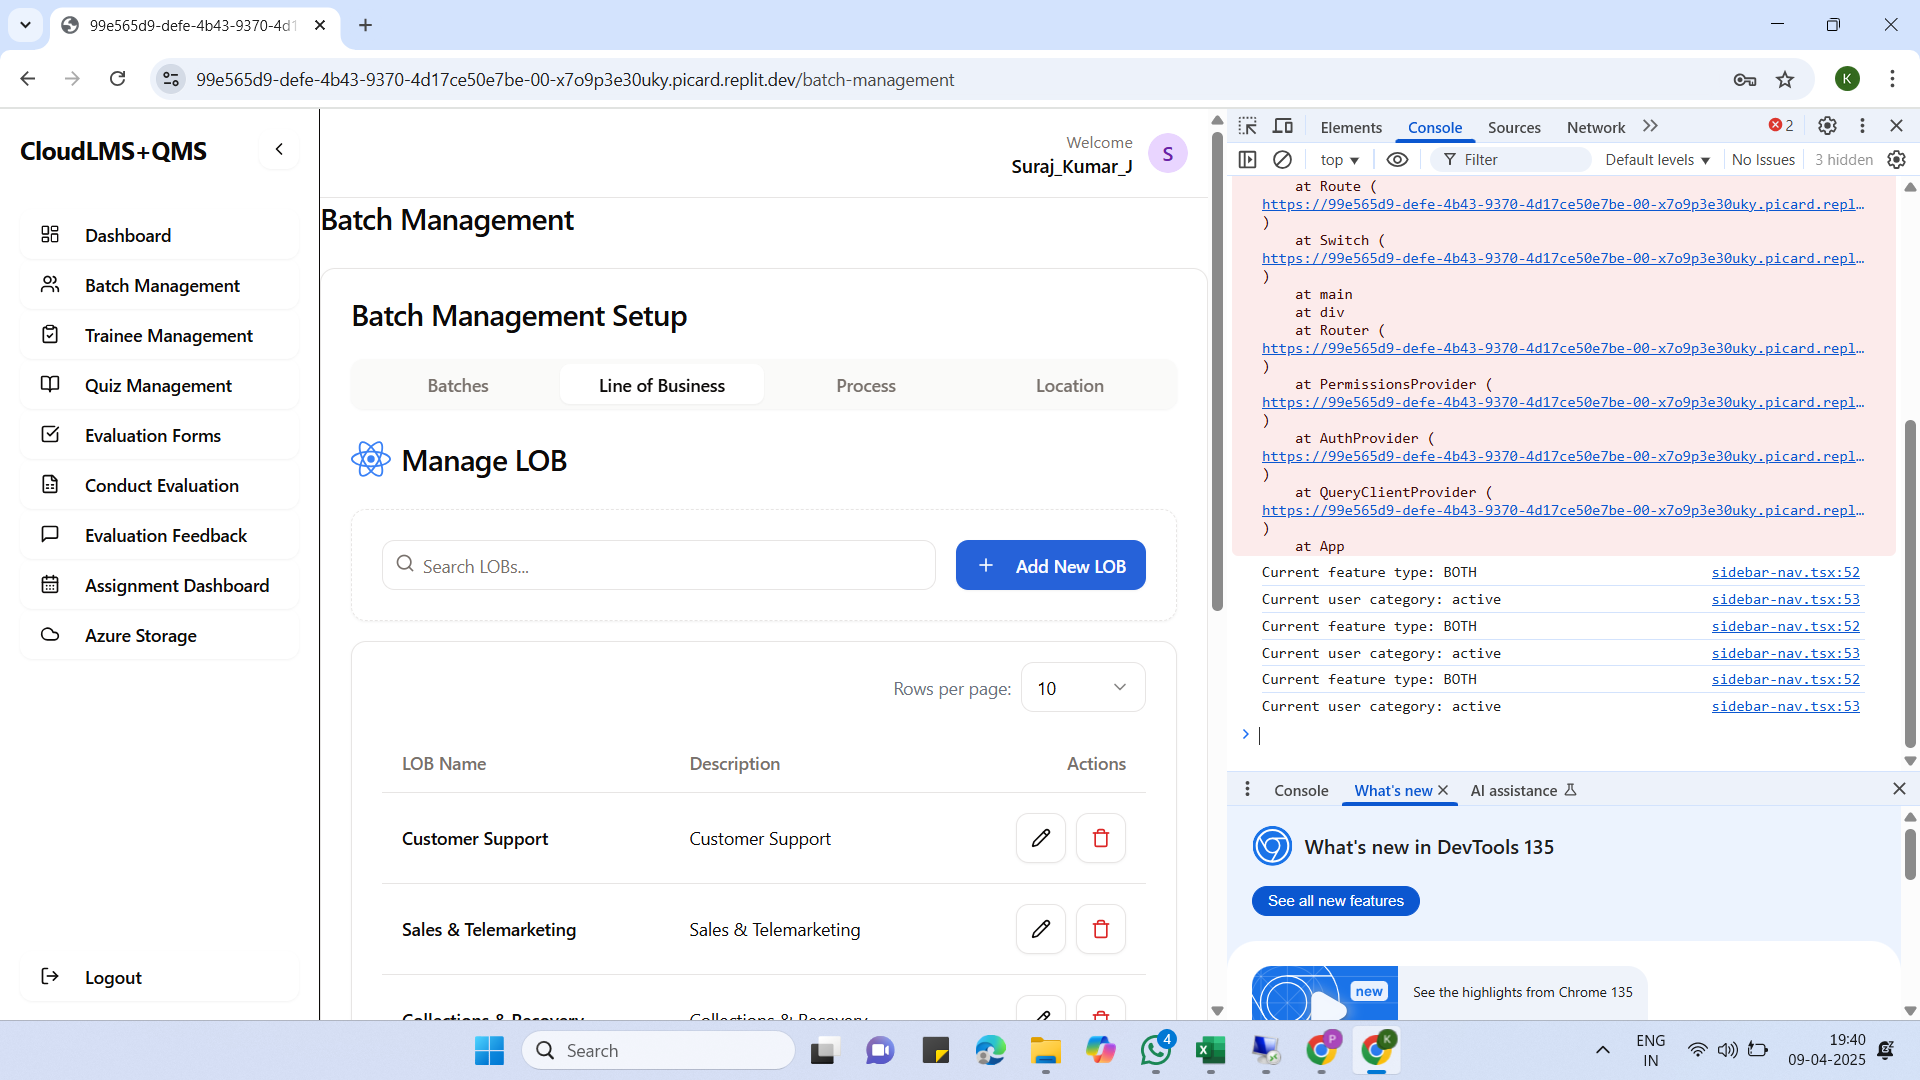 99e565d9-defe-4b43-9370-4d1
99e565d9-defe-4b43-9370-4d17ce50e7be-00-x7o9p3e30uky.picard.replit.dev/batch-management
K
CloudLMS+QMS
Dashboard
Batch Management
Trainee Management
Quiz Management
Evaluation Forms
Conduct Evaluation
Evaluation Feedback
Assignment Dashboard
Azure Storage
Logout
Welcome
Suraj_Kumar_J
S
Batch Management
Batch Management Setup
Batches
Line of Business
Process
Location
Manage LOB
Search LOBs...
+ Add New LOB
Rows per page: 10
LOB Name Description Actions
Customer Support Customer Support
Sales & Telemarketing Sales & Telemarketing
Collections & Recovery Collections & Recovery
Elements Console Sources Network 2
top Filter Default levels No Issues 3 hidden
at Route (
https://99e565d9-defe-4b43-9370-4d17ce50e7be-00-x7o9p3e30uky.picard.repl…
)
at Switch (
https://99e565d9-defe-4b43-9370-4d17ce50e7be-00-x7o9p3e30uky.picard.repl…
)
at main
at div
at Router (
https://99e565d9-defe-4b43-9370-4d17ce50e7be-00-x7o9p3e30uky.picard.repl…
)
at PermissionsProvider (
https://99e565d9-defe-4b43-9370-4d17ce50e7be-00-x7o9p3e30uky.picard.repl…
)
at AuthProvider (
https://99e565d9-defe-4b43-9370-4d17ce50e7be-00-x7o9p3e30uky.picard.repl…
)
at QueryClientProvider (
https://99e565d9-defe-4b43-9370-4d17ce50e7be-00-x7o9p3e30uky.picard.repl…
)
at App
Current feature type: BOTH sidebar-nav.tsx:52
Current user category: active sidebar-nav.tsx:53
Current feature type: BOTH sidebar-nav.tsx:52
Current user category: active sidebar-nav.tsx:53
Current feature type: BOTH sidebar-nav.tsx:52
Current user category: active sidebar-nav.tsx:53
Console What's new AI assistance
What's new in DevTools 135
See all new features
new
See the highlights from Chrome 135
Search
4
P
K
ENG
IN
19:40
09-04-2025